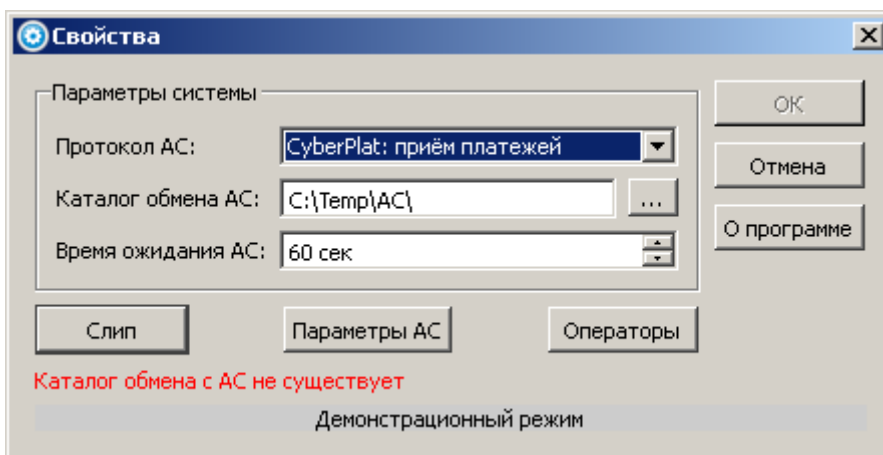 Свойства
Параметры системы
Протокол АС: CyberPlat: приём платежей
Каталог обмена АС: C:\Temp\AC\ ...
Время ожидания АС: 60 сек
ОК
Отмена
О программе
Слип Параметры АС Операторы
Каталог обмена с АС не существует
Демонстрационный режим